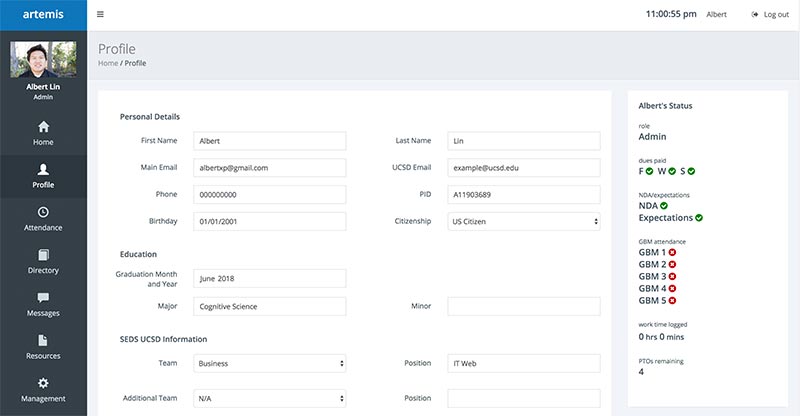 artemis
11:00:55 pm Albert Log out
Albert Lin
Admin
Home
Profile
Attendance
Directory
Messages
Resources
Management
Profile
Home / Profile
Personal Details
First Name Albert Last Name Lin
Main Email albertxp@gmail.com UCSD Email example@ucsd.edu
Phone 000000000 PID A11903689
Birthday 01/01/2001 Citizenship US Citizen
Education
Graduation Month
and Year June 2018
Major Cognitive Science Minor
SEDS UCSD Information
Team Business Position IT Web
Additional Team N/A Position
Albert's Status
role
Admin
dues paid
F W S
NDA/expectations
NDA
Expectations
GBM attendance
GBM 1
GBM 2
GBM 3
GBM 4
GBM 5
work time logged
0 hrs 0 mins
PTOs remaining
4